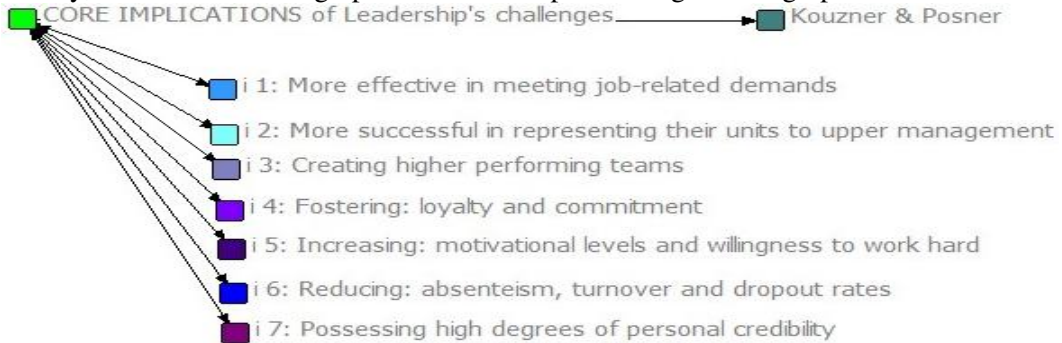 CORE IMPLICATIONS of Leadership's challenges
Kouzner & Posner
i 1: More effective in meeting job-related demands
i 2: More successful in representing their units to upper management
i 3: Creating higher performing teams
i 4: Fostering: loyalty and commitment
i 5: Increasing: motivational levels and willingness to work hard
i 6: Reducing: absenteism, turnover and dropout rates
i 7: Possessing high degrees of personal credibility